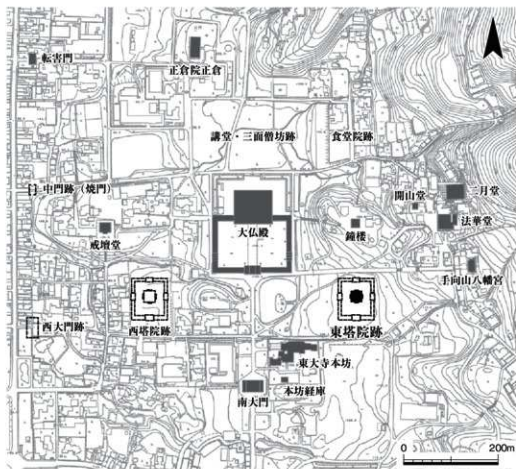 転害門
正倉院正倉
講堂・三面僧坊跡
食堂院跡
中門跡（焼門）
開山堂
二月堂
大仏殿
鐘楼
法華堂
戒壇堂
手向山八幡宮
西大門跡
西塔院跡
東塔院跡
東大寺本坊
本坊経庫
南大門
0
200m